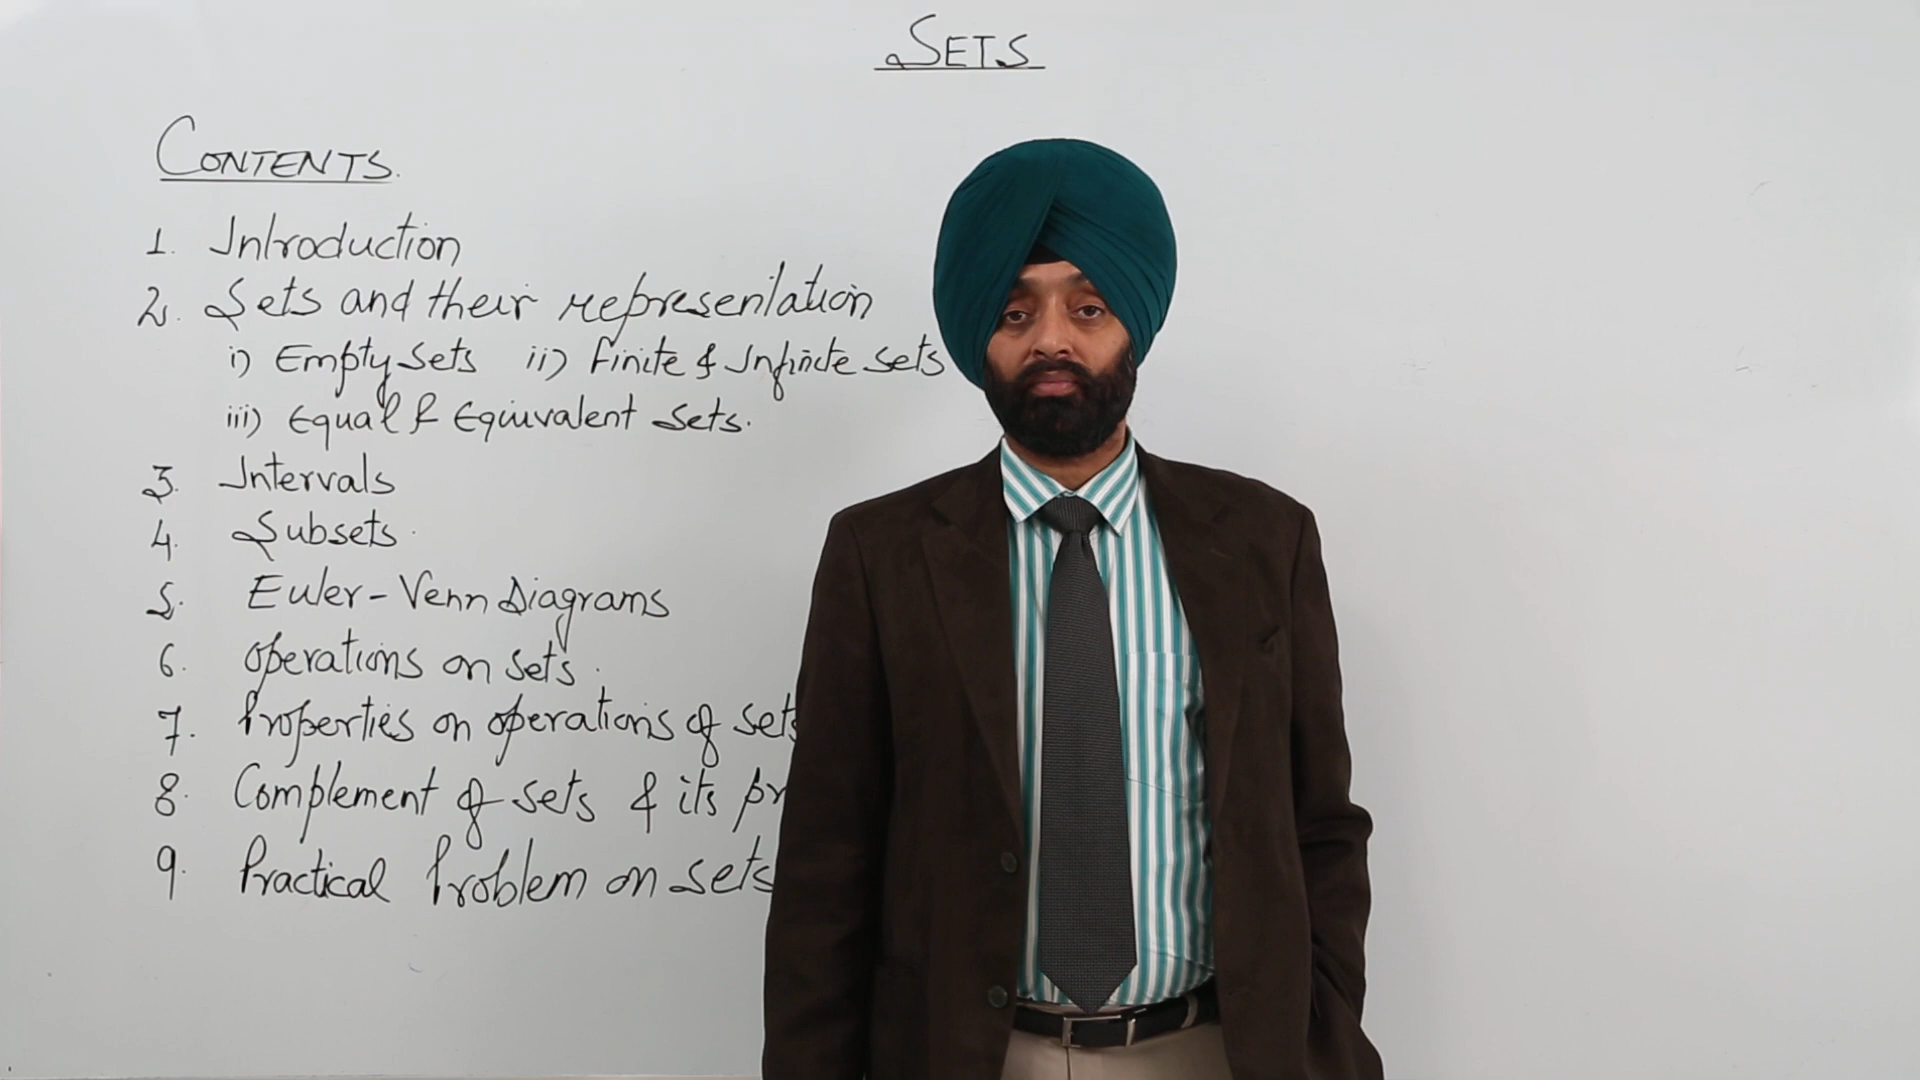 SETS
CONTENTS.
1. Introduction
2. Sets and their representation
i) Empty Sets ii) Finite & Infinite sets
iii) Equal & Equivalent Sets.
3. Intervals
4. Subsets.
5. Euler-Venn Diagrams
6. Operations on sets.
7. Properties on operations of sets
8. Complement of sets & its pr
9. Practical Problem on sets